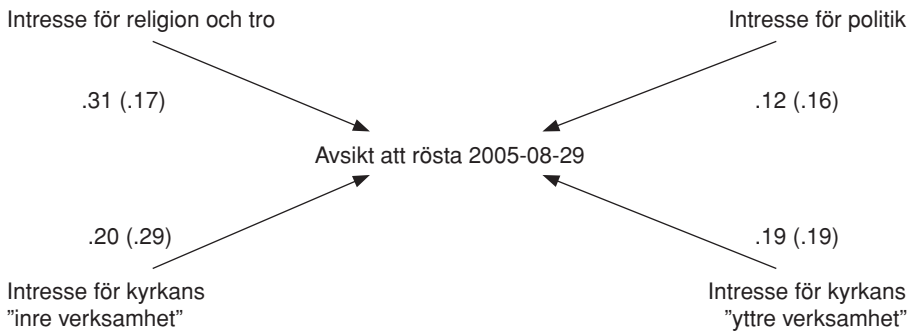 Intresse för religion och tro
Intresse för politik
.31 (.17)
.12 (.16)
Avsikt att rösta 2005-08-29
.20 (.29)
.19 (.19)
Intresse för kyrkans
”inre verksamhet”
Intresse för kyrkans
”yttre verksamhet”